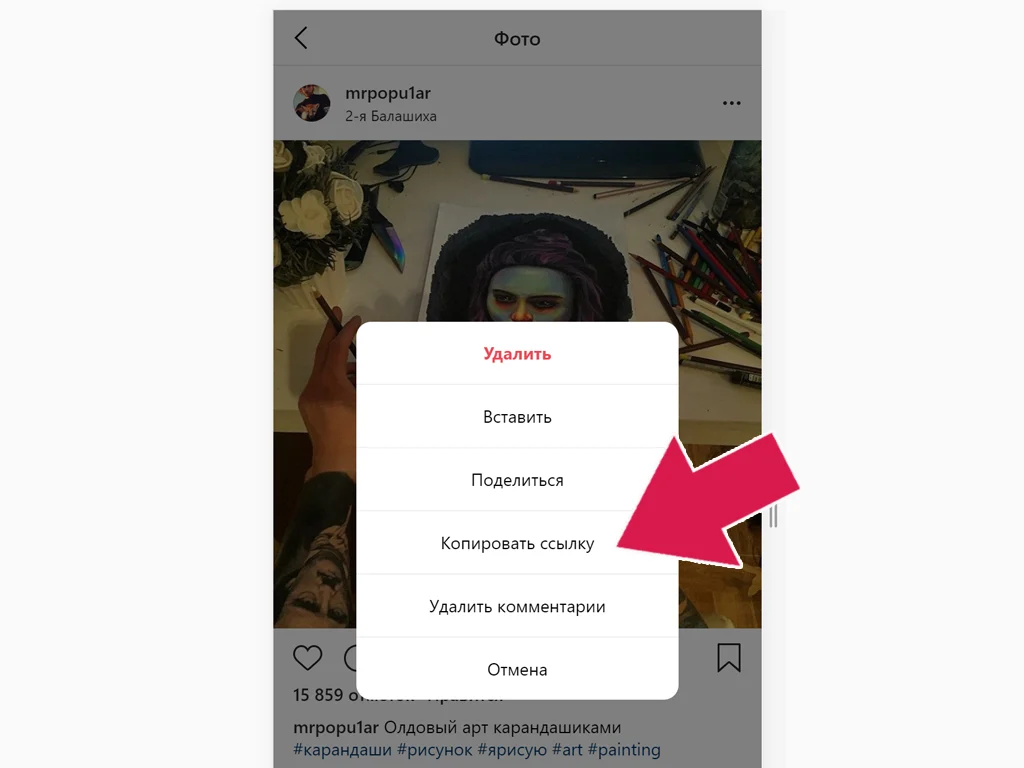 Фото
mrpopu1ar
2-я Балашиха
Удалить
Вставить
Поделиться
Копировать ссылку
Удалить комментарии
Отмена
15 859
mrpopu1ar Олдовый арт карандашиками
#карандаши #рисунок #ярисую #art #painting